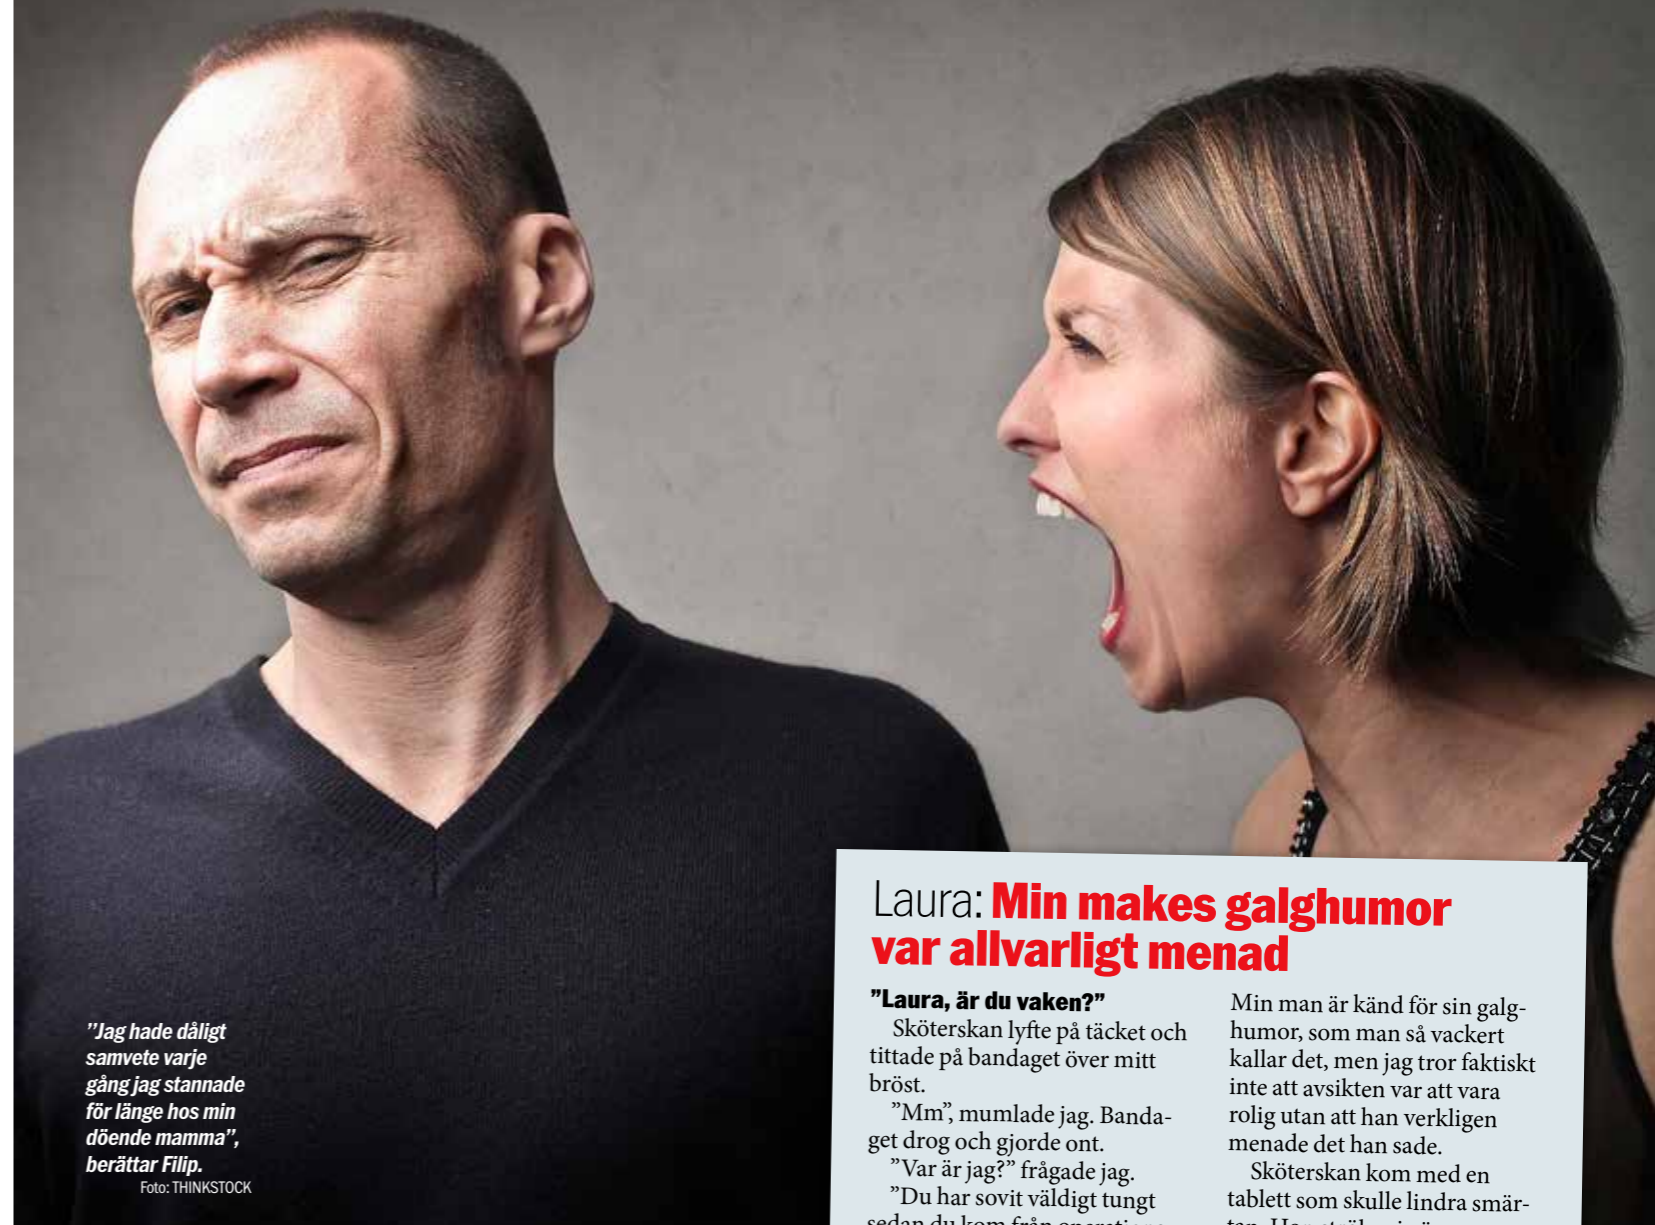 ”Jag hade dåligt
samvete varje
gång jag stannade
för länge hos min
döende mamma”,
berättar Filip.
Foto: THINKSTOCK
Laura: Min makes galghumor
var allvarligt menad
”Laura, är du vaken?”
Sköterskan lyfte på täcket och
tittade på bandaget över mitt
bröst.
”Mm”, mumlade jag. Banda-
get drog och gjorde ont.
”Var är jag?” frågade jag.
”Du har sovit väldigt tungt
sedan du kom från
Min man är känd för sin galg-
humor, som man så vackert
kallar det, men jag tror faktiskt
inte att avsikten var att vara
rolig utan att han verkligen
menade det han sade.
Sköterskan kom med en
tablett som skulle lindra smär-